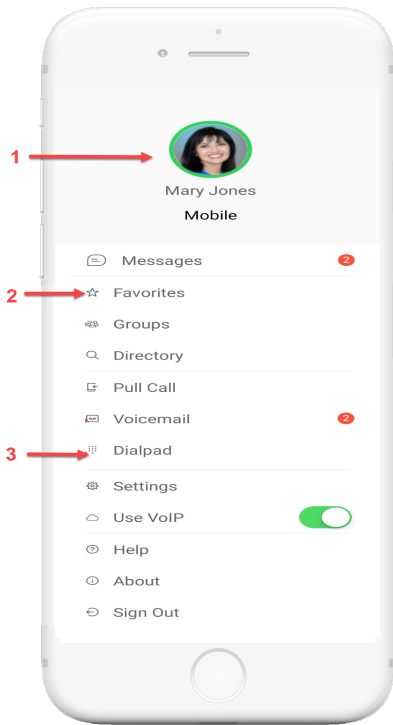 1
Mary Jones
Mobile
Messages 2
2
Favorites
Groups
Directory
Pull Call
Voicemail 2
3
Dialpad
Settings
Use VoIP
Help
About
Sign Out